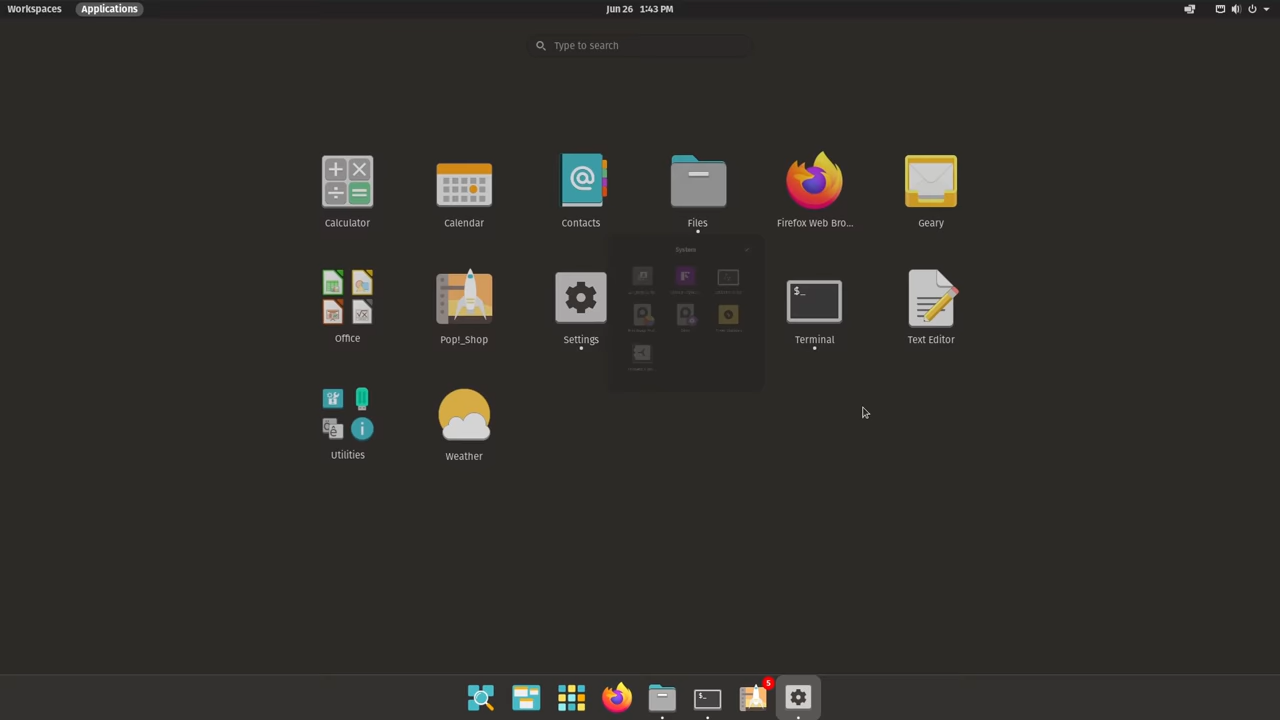 Workspaces Applications Jun 26 1:43 PM
Type to search
Calculator Calendar Contacts Files Firefox Web Bro... Geary
System
$_
Office Pop!_Shop Settings Terminal Text Editor
Utilities Weather
$_ 5